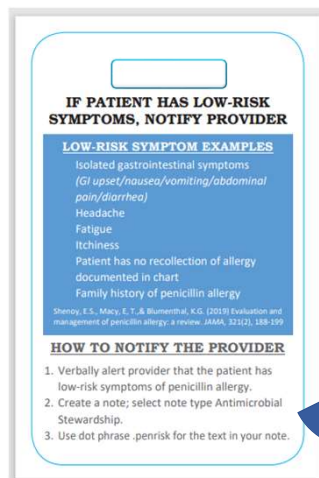 IF PATIENT HAS LOW-RISK
SYMPTOMS, NOTIFY PROVIDER
LOW-RISK SYMPTOM EXAMPLES
Isolated gastrointestinal symptoms
(GI upset/nausea/vomiting/abdominal
pain/diarrhea)
Headache
Fatigue
Itchiness
Patient has no recollection of allergy
documented in chart
Family history of penicillin allergy
Shenoy, E.S., Macy, E, T.,& Blumenthal, K.G. (2019) Evaluation and
management of penicillin allergy: a review. JAMA, 321(2), 188-199
HOW TO NOTIFY THE PROVIDER
1. Verbally alert provider that the patient has
low-risk symptoms of penicillin allergy.
2. Create a note; select note type Antimicrobial
Stewardship.
3. Use dot phrase .penrisk for the text in your note.